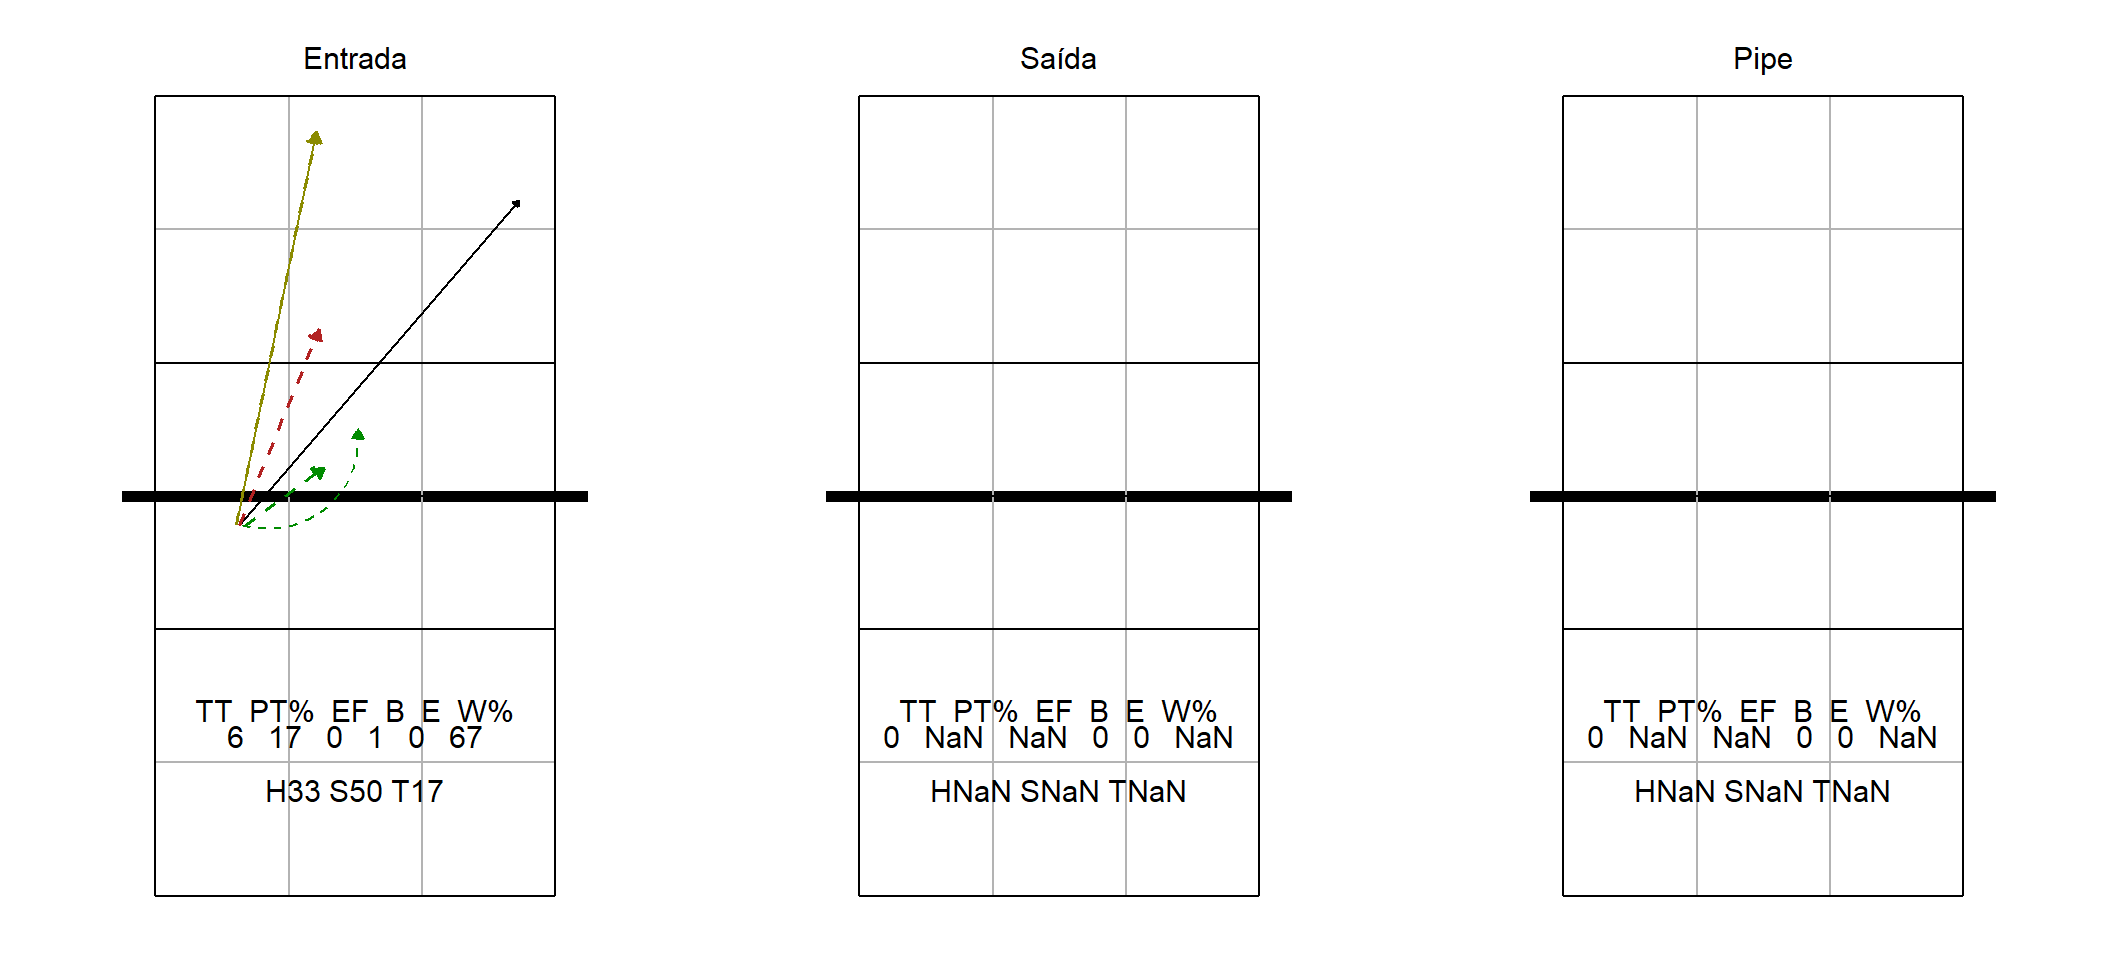 Entrada
TT PT% EF B E W%
6 17 0 1 0 67
H33 S50 T17
Saída
TT PT% EF B E W%
0 NaN NaN 0 0 NaN
HNaN SNaN TNaN
Pipe
TT PT% EF B E W%
0 NaN NaN 0 0 NaN
HNaN SNaN TNaN